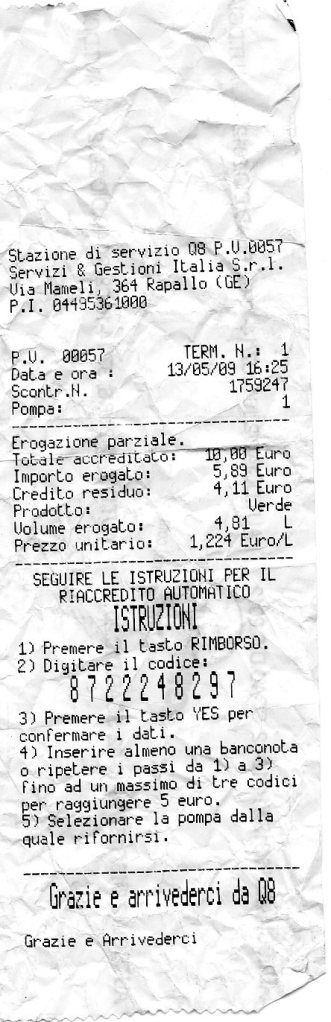 Stazione di servizio Q8 P.V.0057
Servizi & Gestioni Italia S.r.l.
Via Mameli, 364 Rapallo (GE)
P.I. 04495361000
P.V. 00057 TERM. N.: 1
Data e ora : 13/05/09 16:25
Scontr.N. 1759247
Pompa: 1
Erogazione parziale.
Totale accreditato: 10,00 Euro
Importo erogato: 5,89 Euro
Credito residuo: 4,11 Euro
Prodotto: Verde
Volume erogato: 4,81 L
Prezzo unitario: 1,224 Euro/L
SEGUIRE LE ISTRUZIONI PER IL
RIACCREDITO AUTOMATICO
ISTRUZIONI
1) Premere il tasto RIMBORSO.
2) Digitare il codice:
8722248297
3) Premere il tasto YES per
confermare i dati.
4) Inserire almeno una banconota
o ripetere i passi da 1) a 3)
fino ad un massimo di tre codici
per raggiungere 5 euro.
5) Selezionare la pompa dalla
quale rifornirsi.
Grazie e arrivederci da Q8
Grazie e Arrivederci